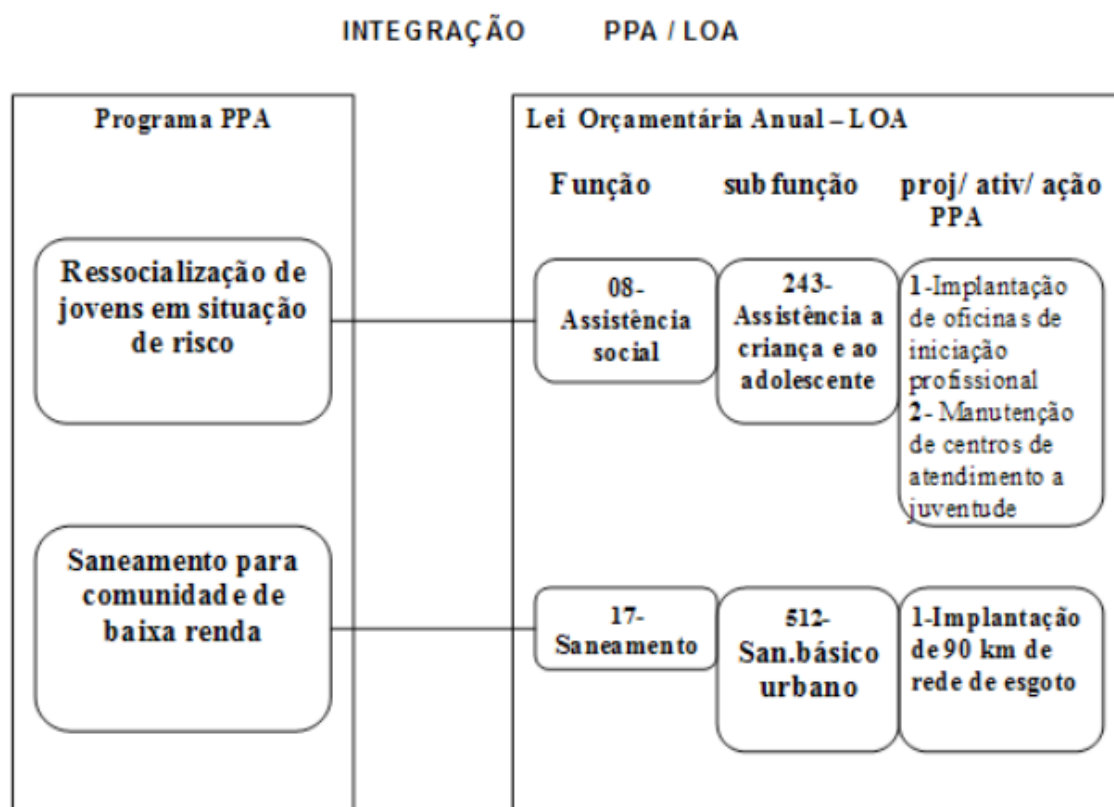 INTEGRAÇÃO PPA / LOA
Programa PPA
Ressocialização de
jovens em situação
de risco
Saneamento para
comunidade de
baixa renda
Lei Orçamentária Anual – LOA
Função subfunção proj/ ativ/ ação
PPA
08-
Assistência
social
243-
Assistência a
criança e ao
adolescente
1-Implantação
de oficinas de
iniciação
profissional
2- Manutenção
de centros de
atendimento a
juventude
17-
Saneamento
512-
San.básico
urbano
1-Implantação
de 90 km de
rede de esgoto